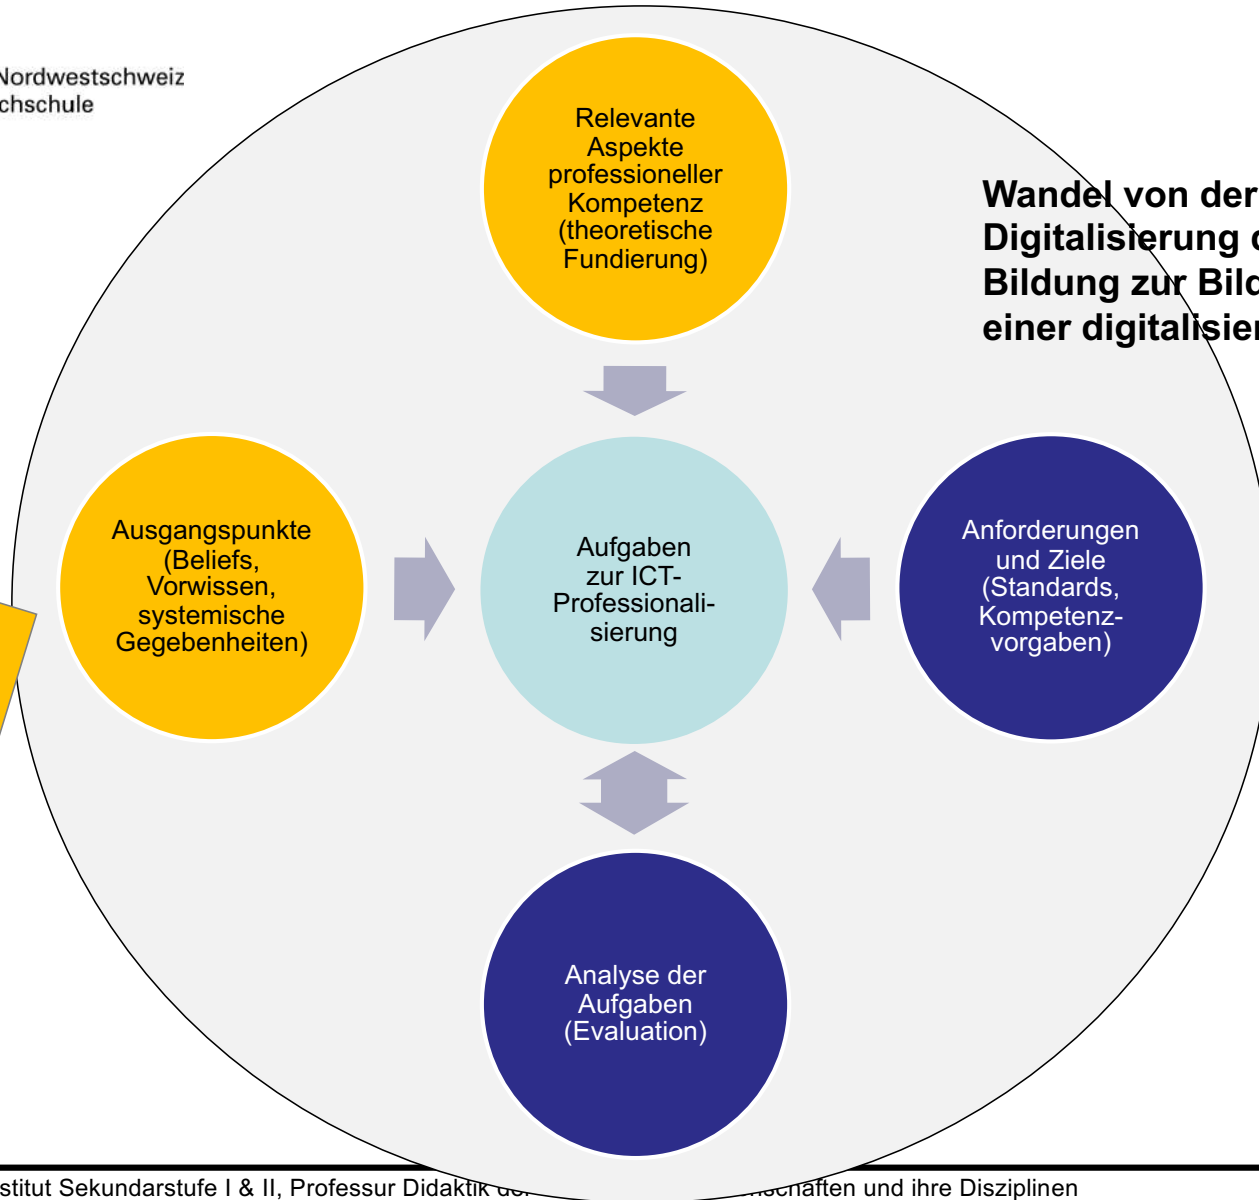 Nordwestschweiz
chschule
Relevante
Aspekte
professioneller
Kompetenz
(theoretische
Fundierung)
Wandel von der
Digitalisierung d
Bildung zur Bild
einer digitalisier
Ausgangspunkte
(Beliefs,
Vorwissen,
systemische
Gegebenheiten)
Aufgaben
zur ICT-
Professionali-
sierung
Anforderungen
und Ziele
(Standards,
Kompetenz-
vorgaben)
Analyse der
Aufgaben
(Evaluation)
stitut Sekundarstufe I & II, Professur Didaktik der schaften und ihre Disziplinen